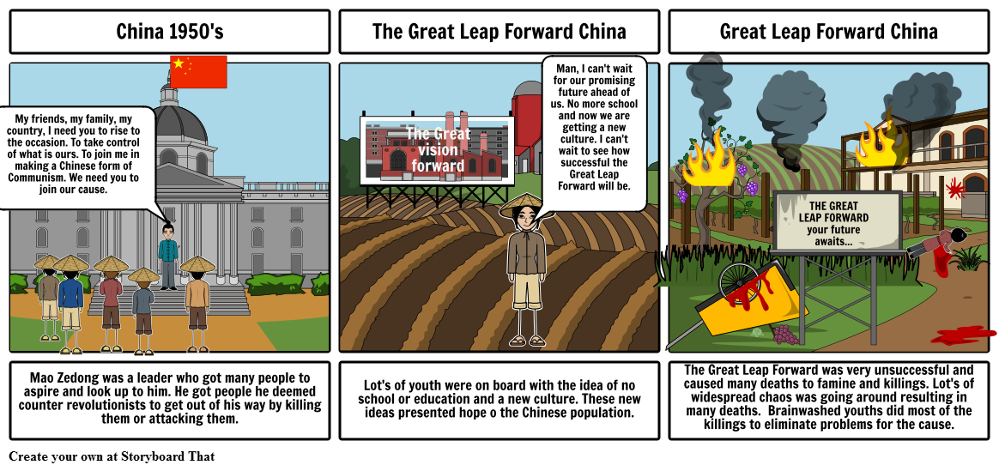 China 1950's
The Great Leap Forward China
Great Leap Forward China
My friends, my family, my
country, I need you to rise to
the occasion. To take control
of what is ours. To join me in
making a Chinese form of
Communism. We need you to
join our cause.
The Great
vision
forward
Man, I can't wait
for our promising
future ahead of
us. No more school
and now we are
getting a new
culture. I can't
wait to see how
successful the
Great Leap
Forward will be.
THE GREAT
LEAP FORWARD
your future
awaits...
Mao Zedong was a leader who got many people to
aspire and look up to him. He got people he deemed
counter revolutionists to get out of his way by killing
them or attacking them.
Lot's of youth were on board with the idea of no
school or education and a new culture. These new
ideas presented hope o the Chinese population.
The Great Leap Forward was very unsuccessful and
caused many deaths to famine and killings. Lot's of
widespread chaos was going around resulting in
many deaths. Brainwashed youths did most of the
killings to eliminate problems for the cause.
Create your own at Storyboard That